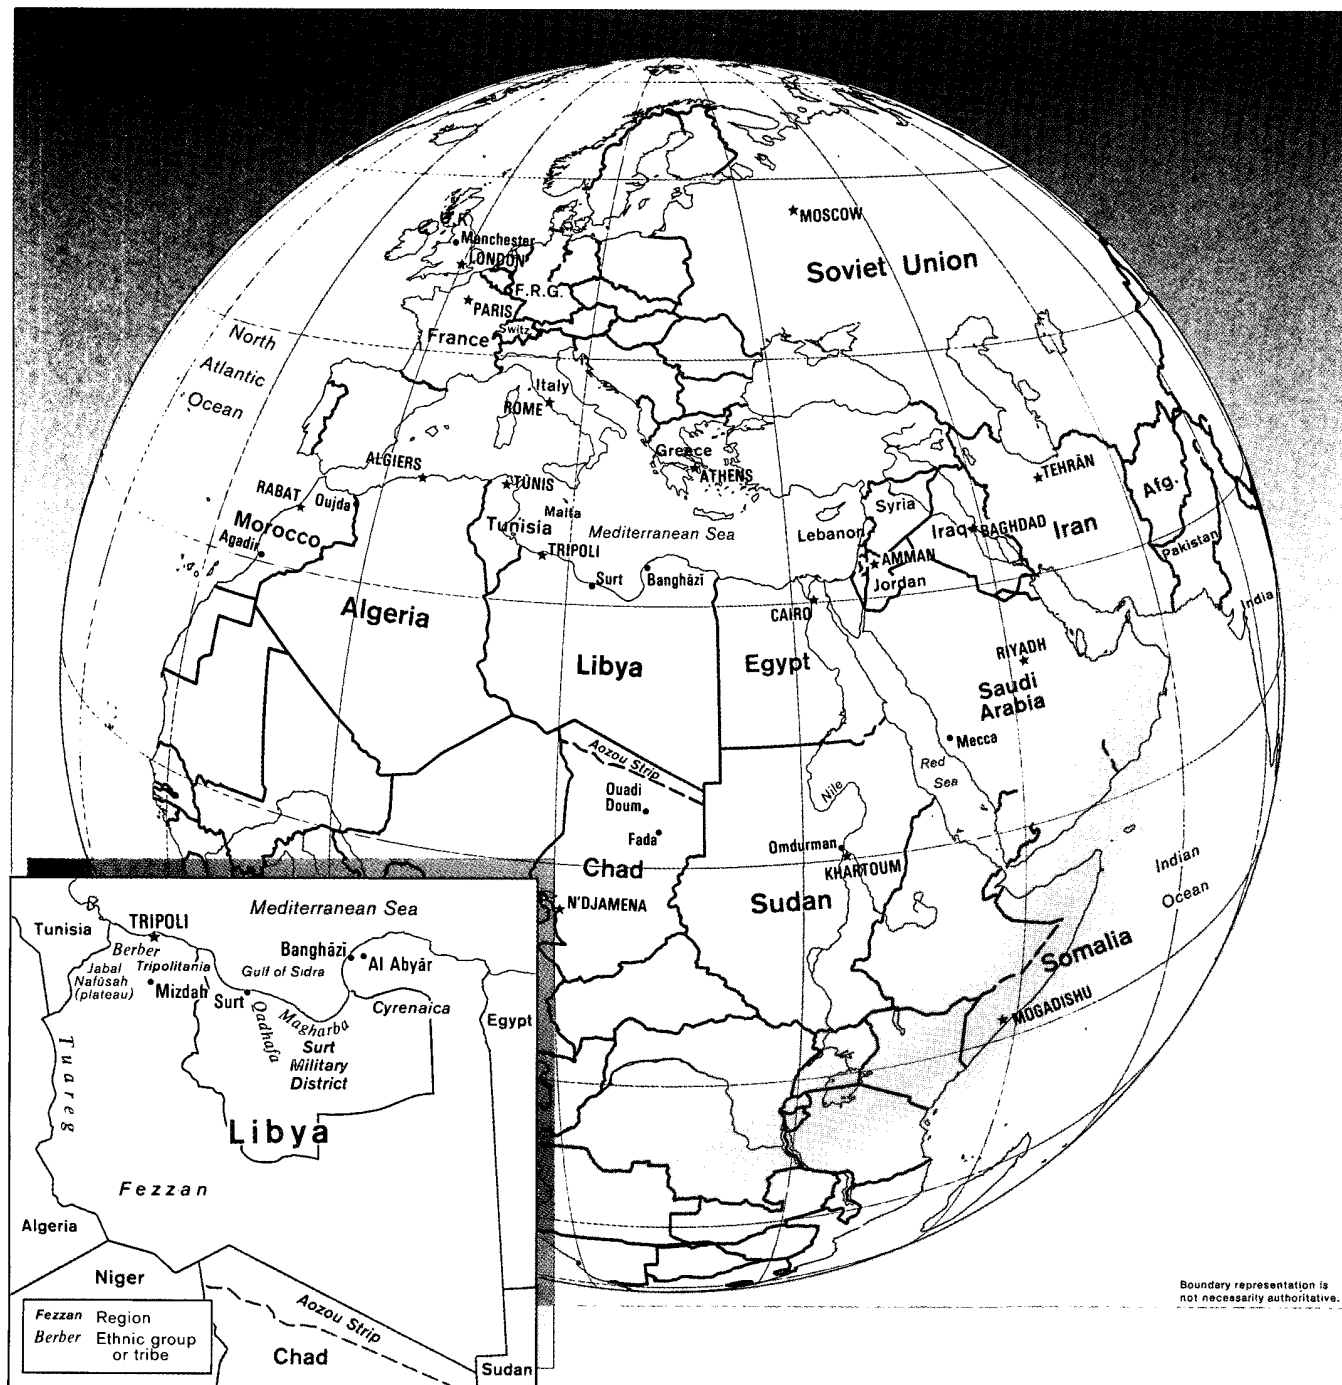 MOSCOW
Soviet Union
Manchester
LONDON
F.R.G.
PARIS
Switz.
France
North
Atlantic
Ocean
Italy
ROME
Greece
ATHENS
ALGIERS
TUNIS
TEHRĀN
Afg.
RABAT
Oujda
Malta
Syria
Morocco
Tunisia
Mediterranean Sea
Lebanon
Iraq
BAGHDAD
Iran
Pakistan
Agadir
TRIPOLI
AMMAN
Surt
Banghāzī
Jordan
India
Algeria
CAIRO
Libya
Egypt
RIYADH
Saudi
Arabia
Mecca
Aozou Strip
Red
Sea
Ouadi
Doum
Nile
Fada
Omdurman
Chad
KHARTOUM
Indian
Ocean
N'DJAMENA
Sudan
Somalia
MOGADISHU
Mediterranean Sea
Tunisia
TRIPOLI
Berber
Banghāzī
Al Abyār
Jabal
Nafūsah
(plateau)
Tripolitania
Gulf of Sidra
Mizdah
Surt
Cyrenaica
Qadhafa
Magharba
Egypt
Surt
Military
District
Tuareg
Libya
Fezzan
Algeria
Niger
Aozou Strip
Fezzan Region
Berber Ethnic group
or tribe
Chad
Sudan
Boundary representation is
not necessarily authoritative.